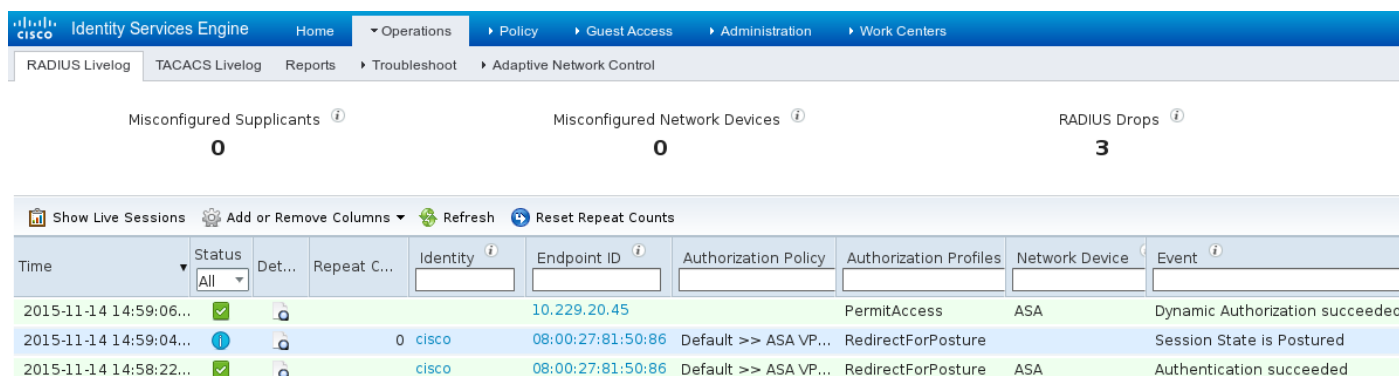 cisco Identity Services Engine Home Operations Policy Guest Access Administration Work Centers
RADIUS Livelog TACACS Livelog Reports Troubleshoot Adaptive Network Control
Misconfigured Supplicants Misconfigured Network Devices RADIUS Drops
0 0 3
Show Live Sessions Add or Remove Columns Refresh Reset Repeat Counts
Time Status Det... Repeat C... Identity Endpoint ID Authorization Policy Authorization Profiles Network Device Event
All
2015-11-14 14:59:06... 10.229.20.45 PermitAccess ASA Dynamic Authorization succeeded
2015-11-14 14:59:04... 0 cisco 08:00:27:81:50:86 Default >> ASA VP... RedirectForPosture Session State is Postured
2015-11-14 14:58:22... cisco 08:00:27:81:50:86 Default >> ASA VP... RedirectForPosture ASA Authentication succeeded